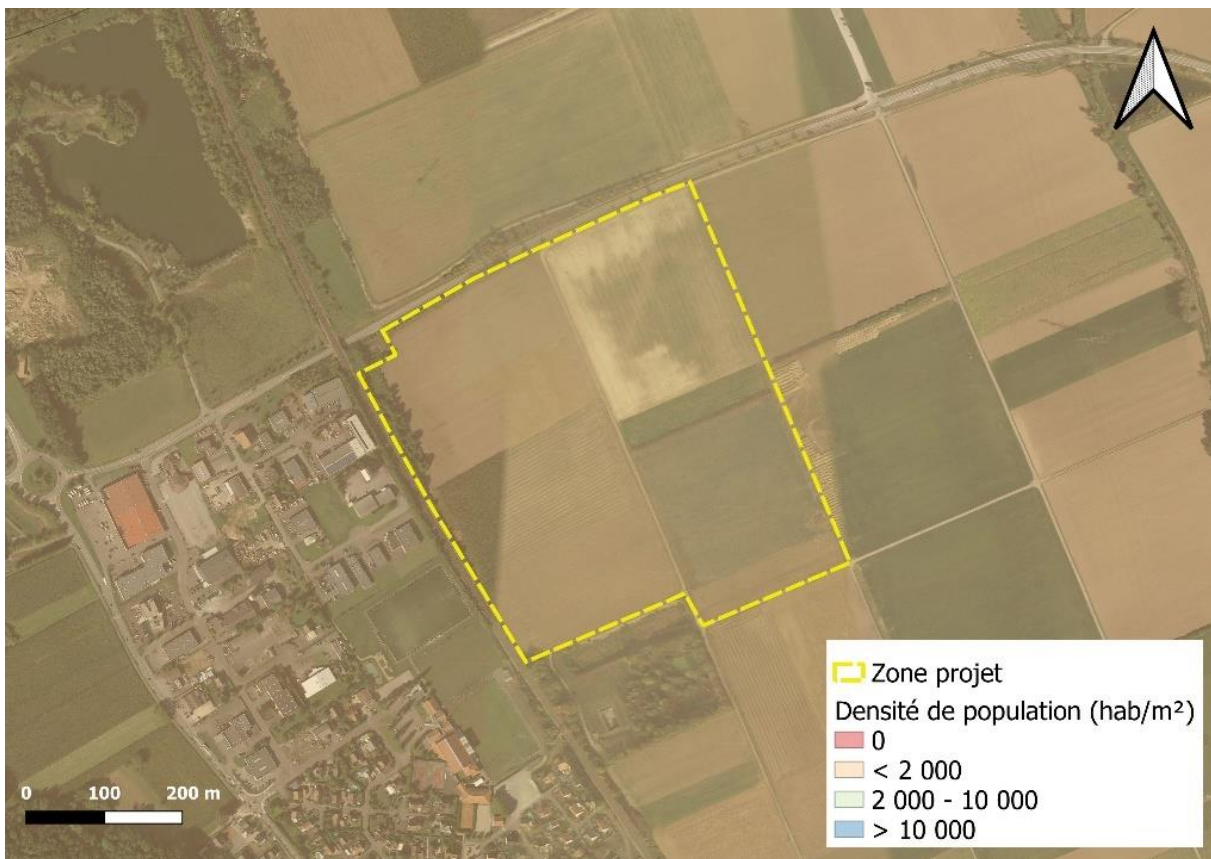 Zone projet
Densité de population (hab/m²)
0
< 2 000
2 000 - 10 000
> 10 000
0 100 200 m